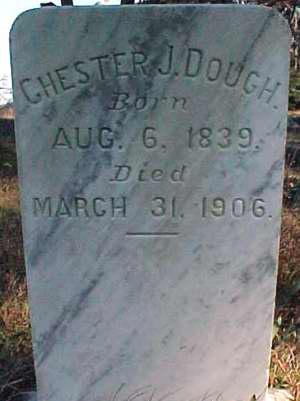 CHESTER J. DOUGH.
Born
AUG. 6, 1839.
Died
MARCH 31, 1906.